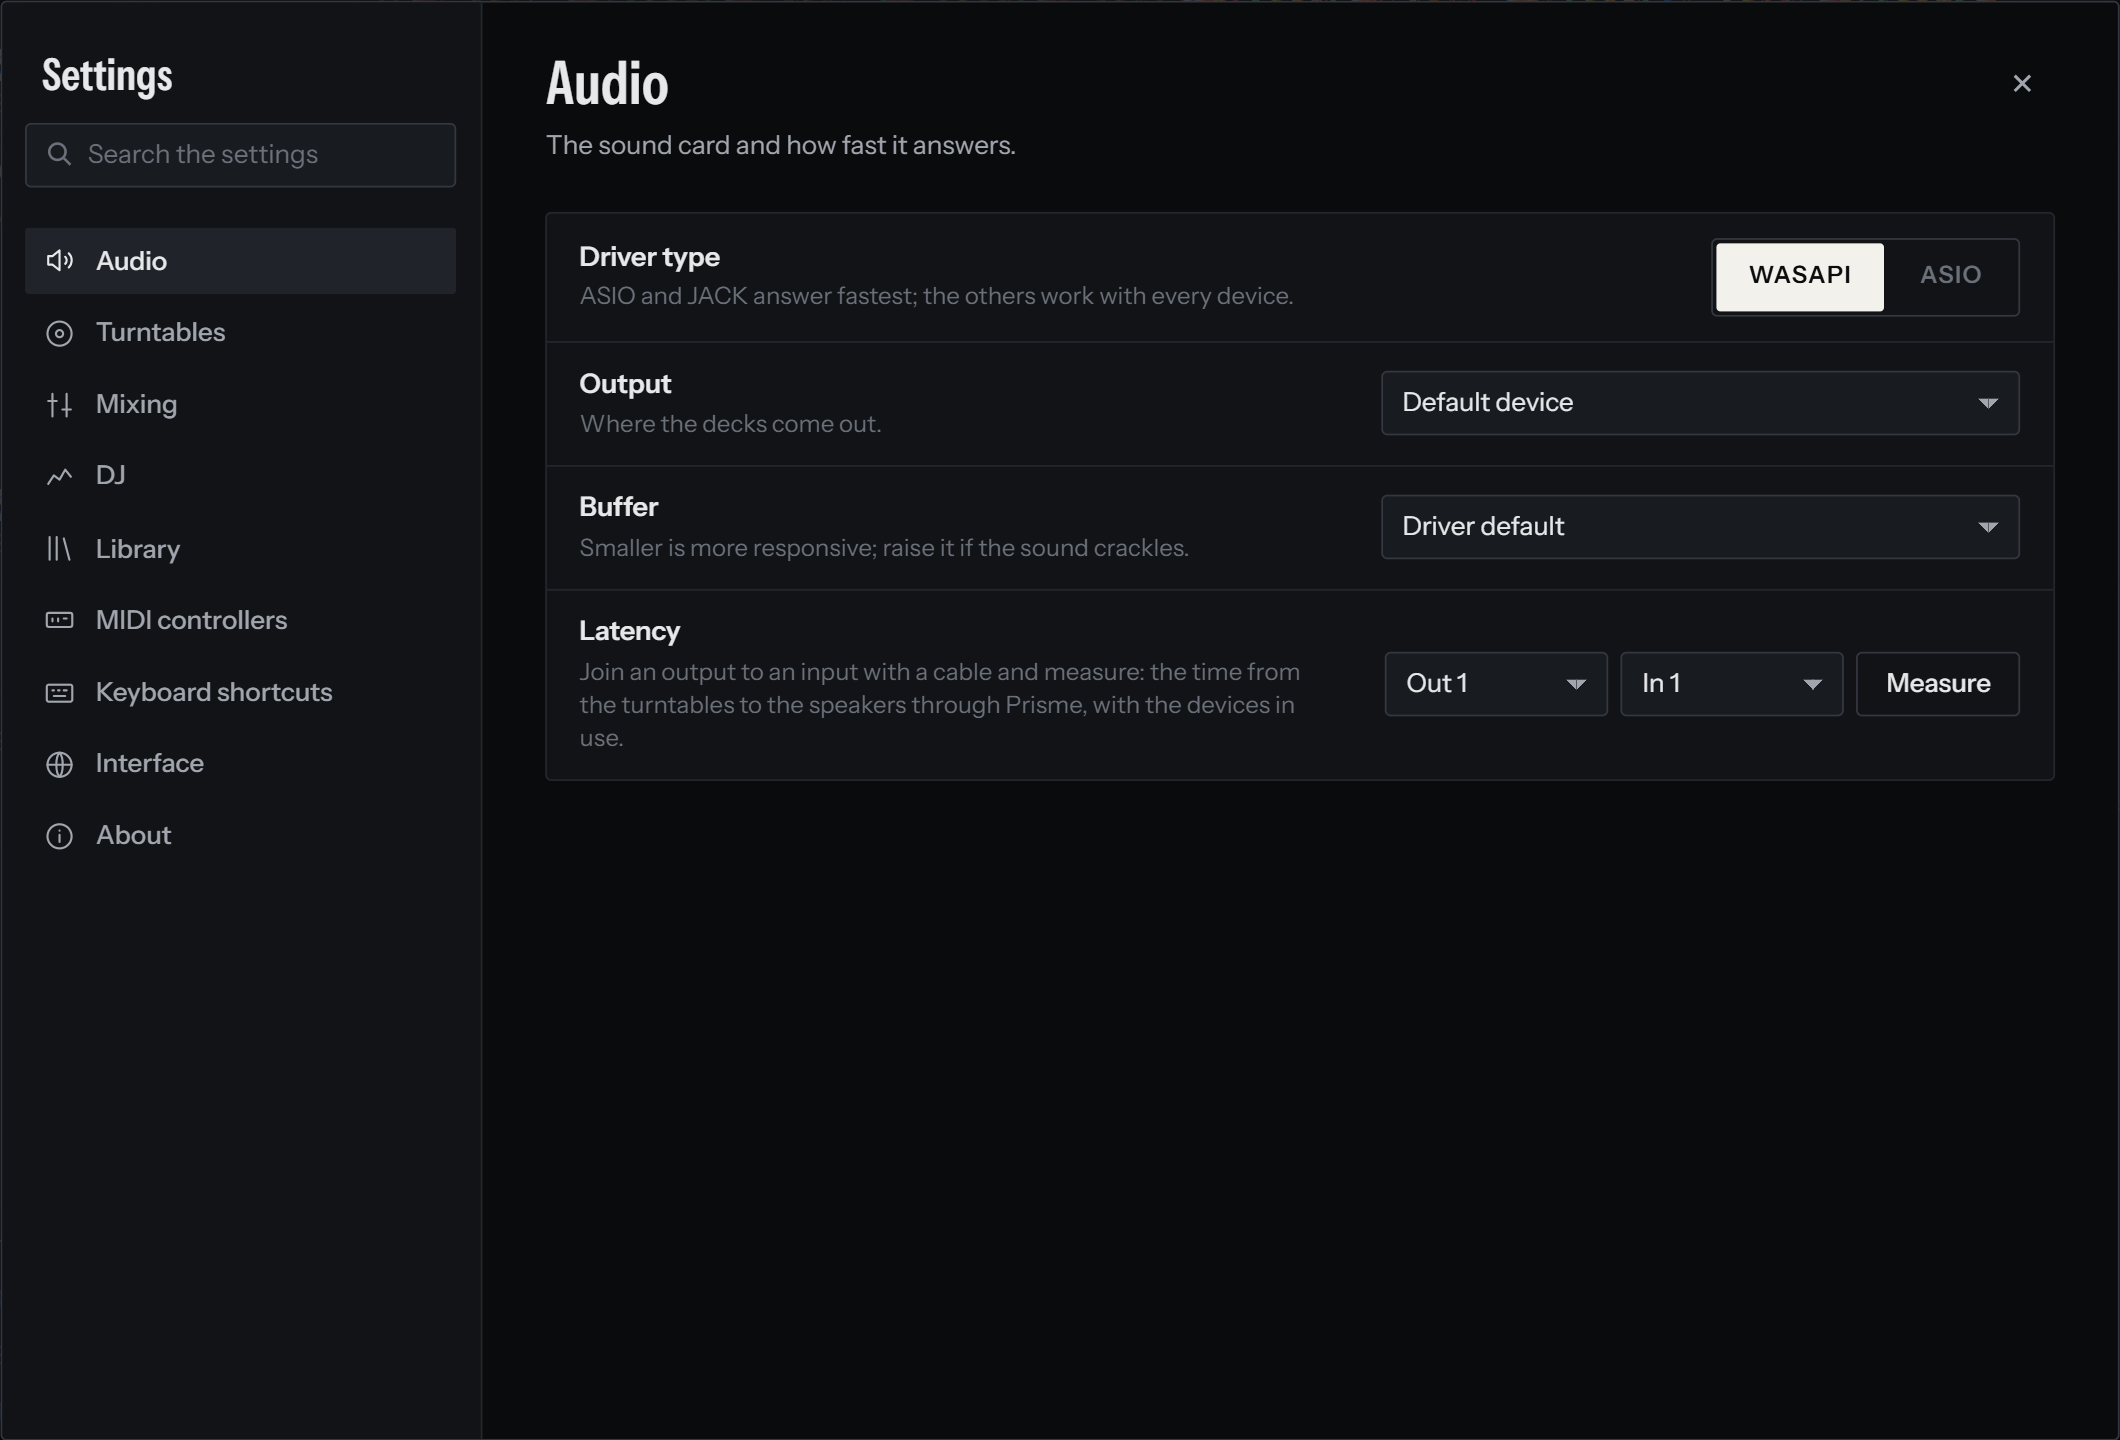 Settings
Search the settings
Audio
Turntables
Mixing
DJ
Library
MIDI controllers
Keyboard shortcuts
Interface
About
Audio
The sound card and how fast it answers.
Driver type
ASIO and JACK answer fastest; the others work with every device.
WASAPI
ASIO
Output
Where the decks come out.
Default device
Buffer
Smaller is more responsive; raise it if the sound crackles.
Driver default
Latency
Join an output to an input with a cable and measure: the time from
the turntables to the speakers through Prisme, with the devices in
use.
Out 1
In 1
Measure